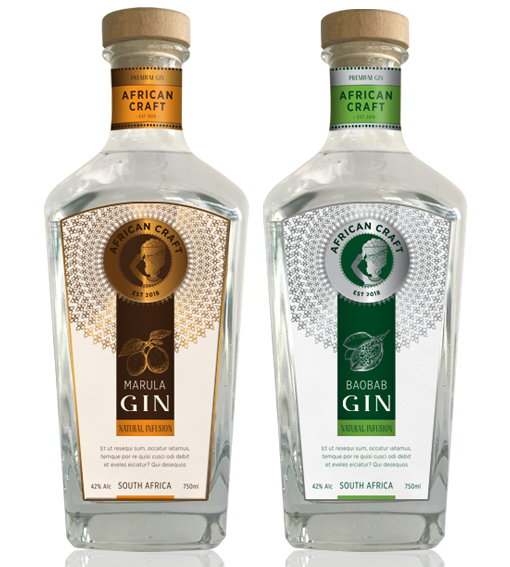 PREMIUM GIN
AFRICAN
CRAFT
- EST 2018 -
AFRICAN CRAFT
EST 2018
MARULA
GIN
NATURAL INFUSION
Et ut resequi sum, occatur iatamus,
temque por re quisi cusci odi debit
et eveles eiciatur? Qui desequos
42% Alc SOUTH AFRICA 750ml
PREMIUM GIN
AFRICAN
CRAFT
- EST 2018 -
AFRICAN CRAFT
EST 2018
BAOBAB
GIN
NATURAL INFUSION
Et ut resequi sum, occatur iatamus,
temque por re quisi cusci odi debit
et eveles eiciatur? Qui desequos
42% Alc SOUTH AFRICA 750ml